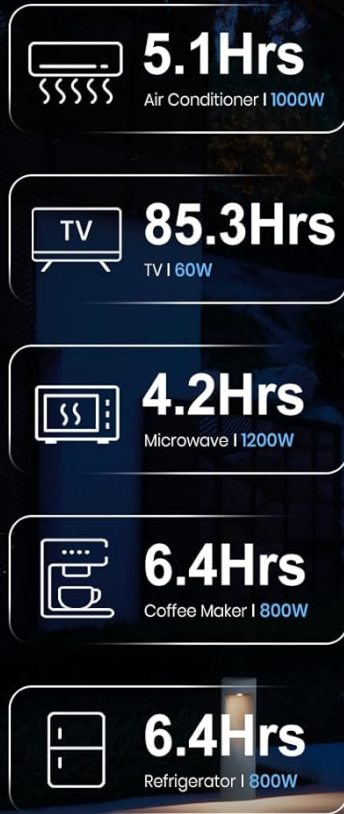 5.1Hrs
Air Conditioner | 1000W
TV
85.3Hrs
TV | 60W
4.2Hrs
Microwave | 1200W
6.4Hrs
Coffee Maker | 800W
6.4Hrs
Refrigerator | 800W